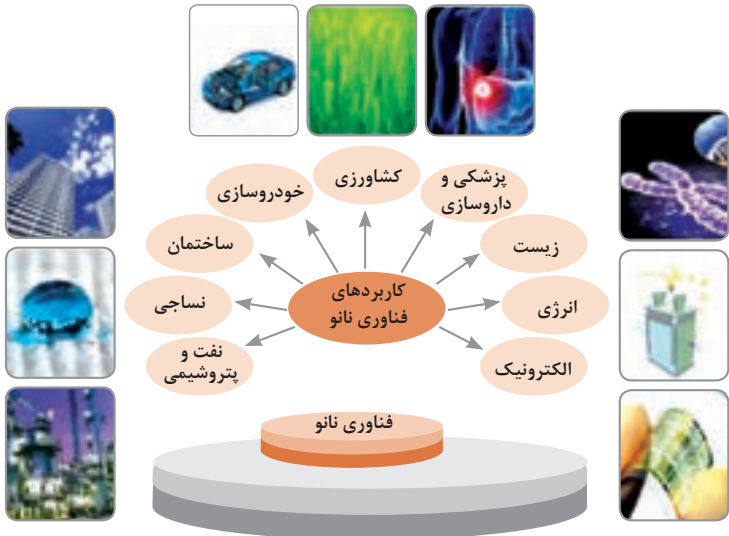 کشاورزی
پزشکی و
داروسازی
خودروسازی
ساختمان
زیست
کاربردهای
فناوری نانو
انرژی
نساجی
نفت و
پتروشیمی
الکترونیک
فناوری نانو